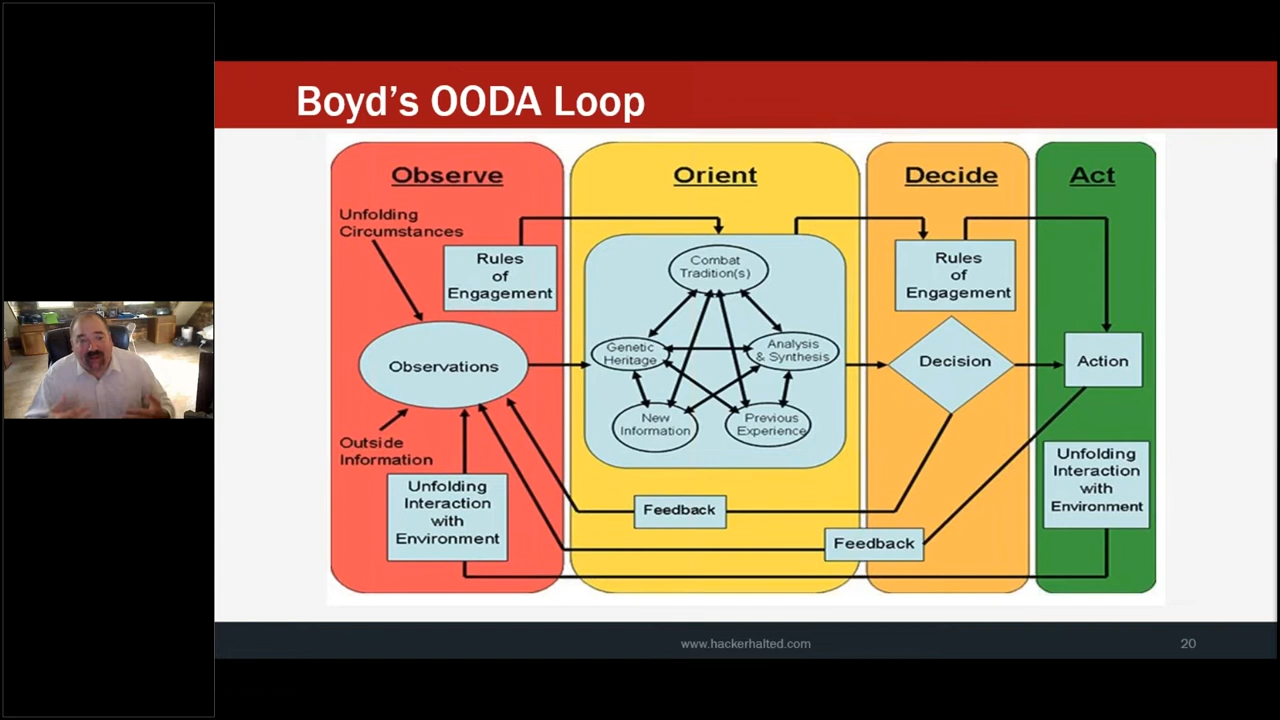 Boyd's OODA Loop
Observe
Unfolding
Circumstances
Rules
of
Engagement
Observations
Outside
Information
Unfolding
Interaction
with
Environment
Orient
Combat
Tradition(s)
Genetic
Heritage
Analysis
& Synthesis
New
Information
Previous
Experience
Feedback
Decide
Rules
of
Engagement
Decision
Feedback
Act
Action
Unfolding
Interaction
with
Environment
www.hackerhalted.com
20